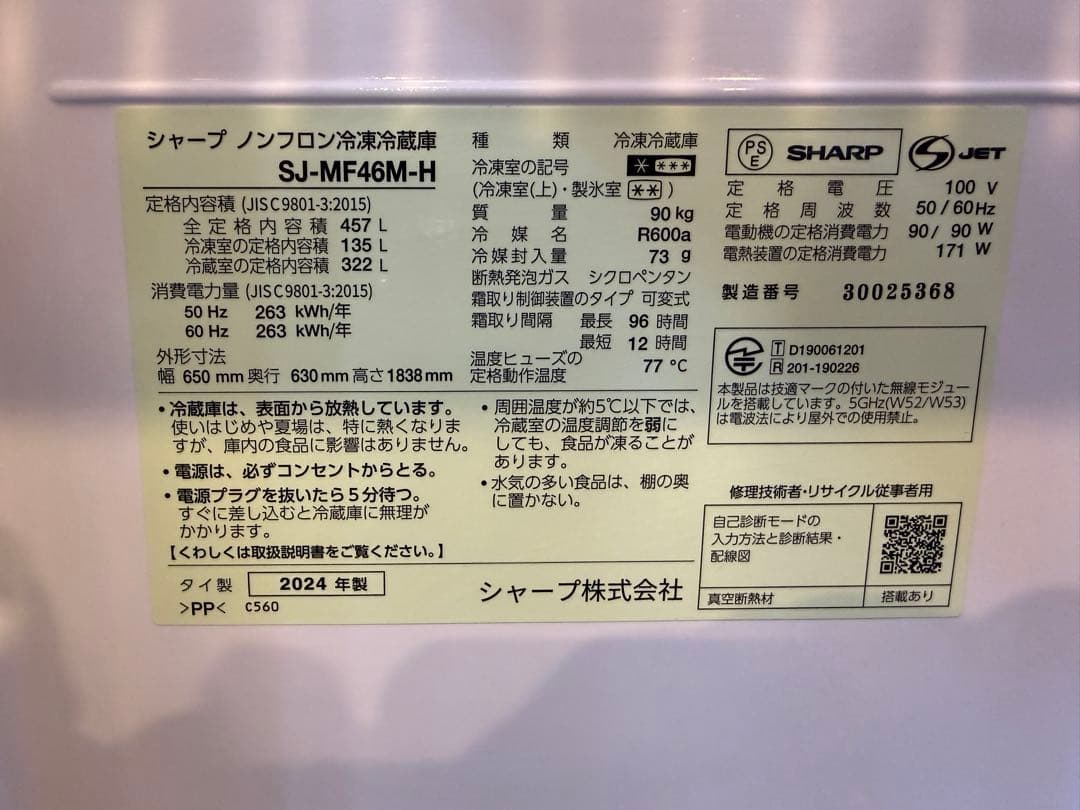 シャープ ノンフロン冷凍冷蔵庫
SJ-MF46M-H
定格内容積 (JIS C 9801-3:2015)
全定格内容積 457 L
冷凍室の定格内容積 135 L
冷蔵室の定格内容積 322 L
消費電力量 (JIS C 9801-3:2015)
50 Hz 263 kWh/年
60 Hz 263 kWh/年
外形寸法
幅 650 mm 奥行 630 mm 高さ 1838 mm
種類 冷凍冷蔵庫
冷凍室の記号 * ***
(冷凍室(上)・製氷室 ** )
質量 90 kg
冷媒名 R600a
冷媒封入量 73 g
断熱発泡ガス シクロペンタン
霜取り制御装置のタイプ 可変式
霜取り間隔 最長 96 時間
最短 12 時間
温度ヒューズの
定格動作温度 77 ℃
PS
E
SHARP
S JET
定格電圧 100 V
定格周波数 50/60Hz
電動機の定格消費電力 90/ 90 W
電熱装置の定格消費電力 171 W
製造番号 30025368
T D190061201
R 201-190226
本製品は技適マークの付いた無線モジュー
ルを搭載しています。5GHz(W52/W53)
は電波法により屋外での使用禁止。
・冷蔵庫は、表面から放熱しています。
使いはじめや夏場は、特に熱くなりま
すが、庫内の食品に影響はありません。
・電源は、必ずコンセントからとる。
・電源プラグを抜いたら5分待つ。
すぐに差し込むと冷蔵庫に無理が
かかります。
【くわしくは取扱説明書をご覧ください。】
・周囲温度が約5℃以下では、
冷蔵室の温度調節を弱に
しても、食品が凍ることが
あります。
・水気の多い食品は、棚の奥
に置かない。
修理技術者・リサイクル従事者用
自己診断モードの
入力方法と診断結果・
配線図
真空断熱材 搭載あり
タイ製 2024 年製
>PP< C560
シャープ株式会社